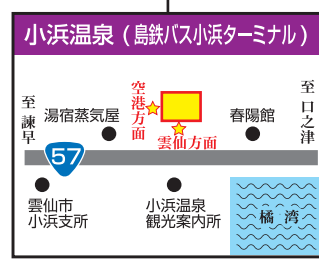 小浜温泉（島鉄バス小浜ターミナル）
至諫早
湯宿蒸気屋
空港方面
雲仙方面
春陽館
至口之津
57
雲仙市
小浜支所
小浜温泉
観光案内所
橘湾